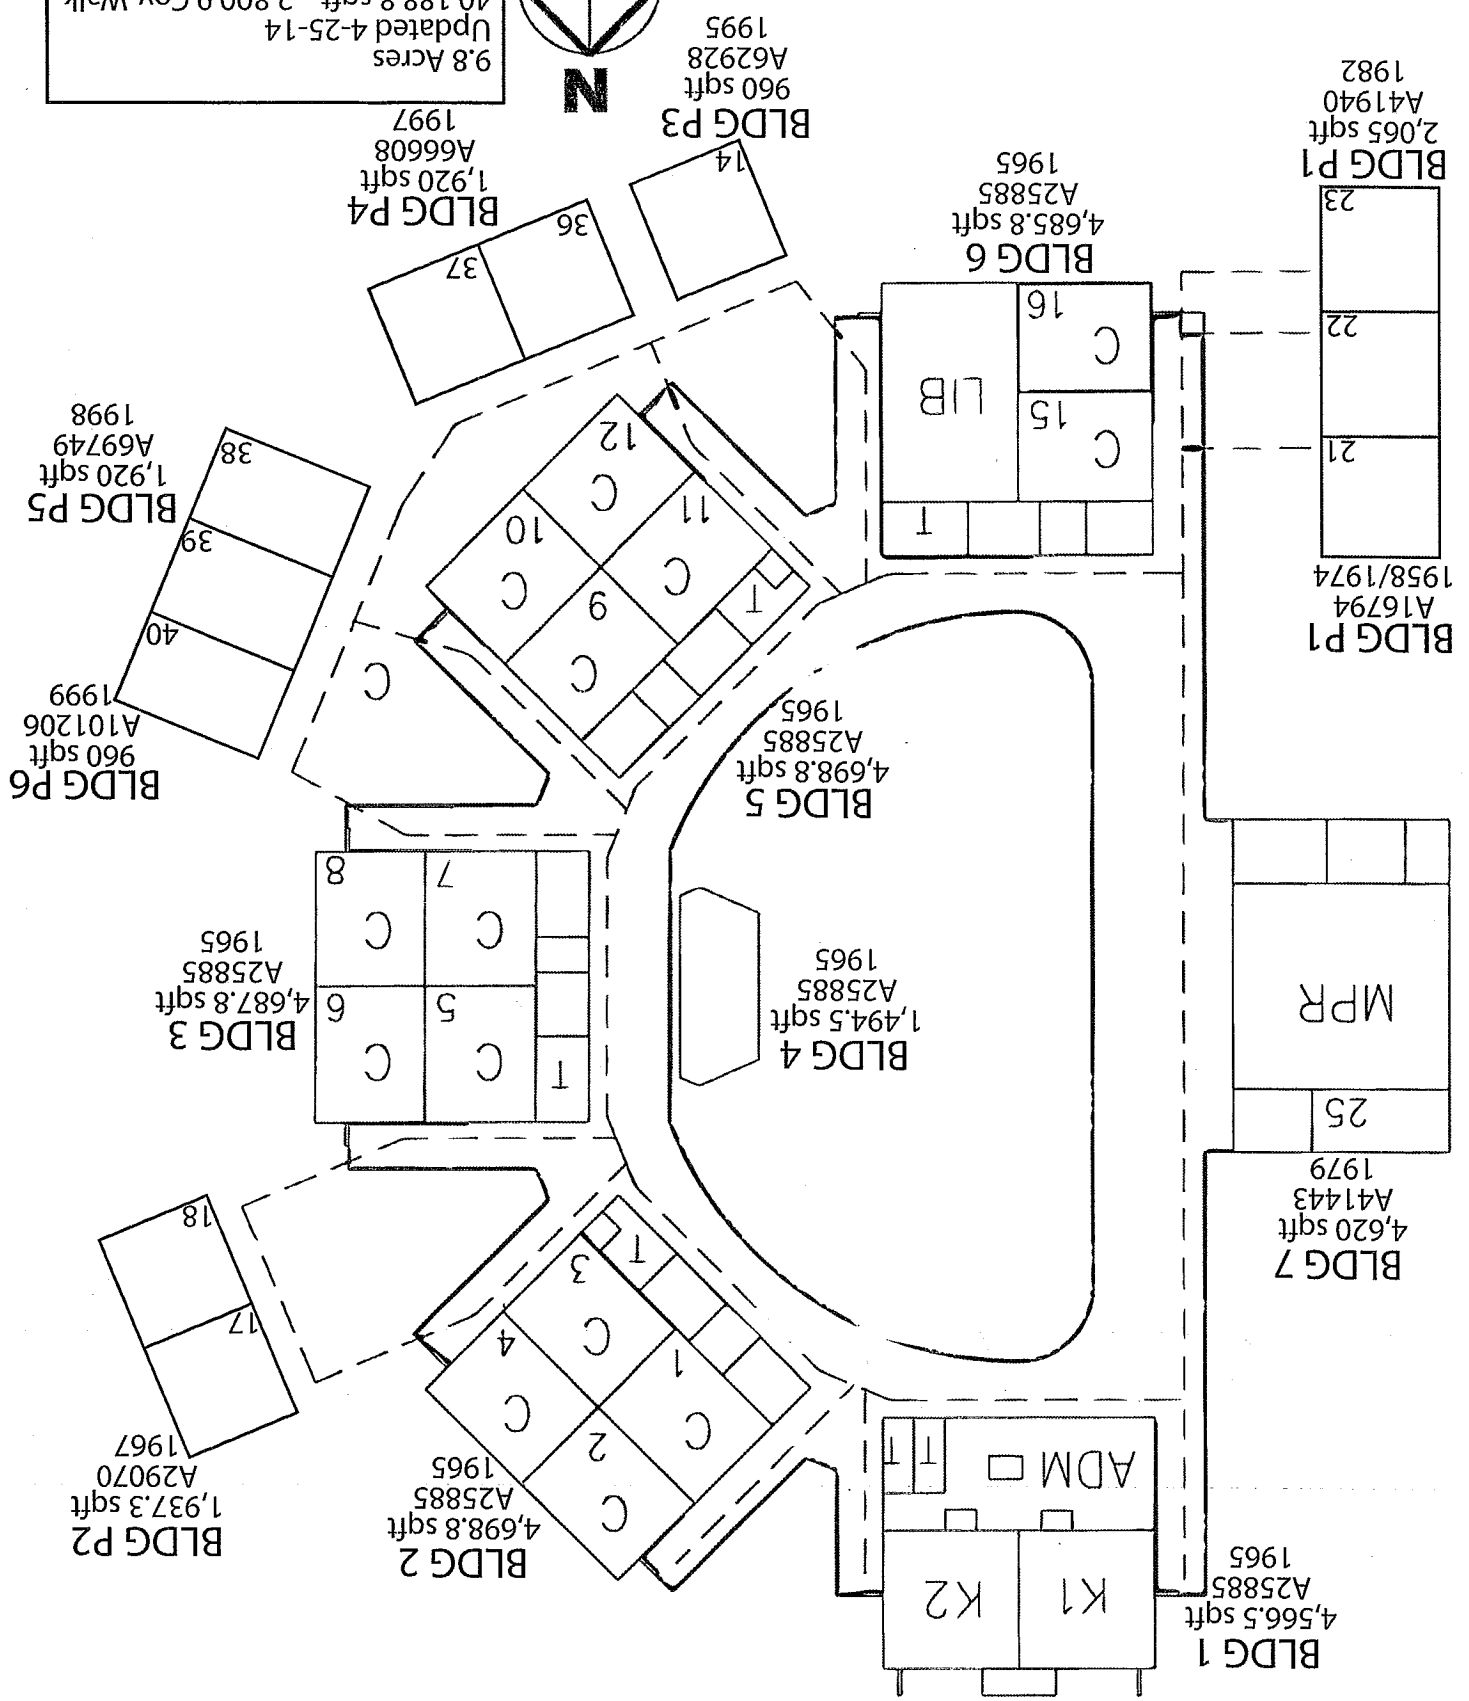 BLDG 1
4,566.5 sqft
A25885
1965
K1
K2
ADM
T
T
BLDG 2
4,698.8 sqft
A25885
1965
C
2
C
1
C
4
C
3
T
BLDG P2
1,937.3 sqft
A29070
1967
17
18
BLDG 7
4,620 sqft
A41443
1979
25
MPR
BLDG 4
1,494.5 sqft
A25885
1965
T
C
5
C
6
C
7
C
8
BLDG 3
4,687.8 sqft
A25885
1965
BLDG 5
4,698.8 sqft
A25885
1965
C
9
C
10
T
C
11
C
12
C
BLDG P6
960 sqft
A101206
1999
40
39
38
BLDG P5
1,920 sqft
A69749
1998
BLDG P1
A16794
1958/1974
21
22
23
BLDG P1
2,065 sqft
A41940
1982
T
C
15
C
16
LIB
BLDG 6
4,685.8 sqft
A25885
1965
14
BLDG P3
960 sqft
A62928
1995
36
37
BLDG P4
1,920 sqft
A66608
1997
N
9.8 Acres
Updated 4-25-14
40,188.8 sqft 2,800.0 Cov Walk